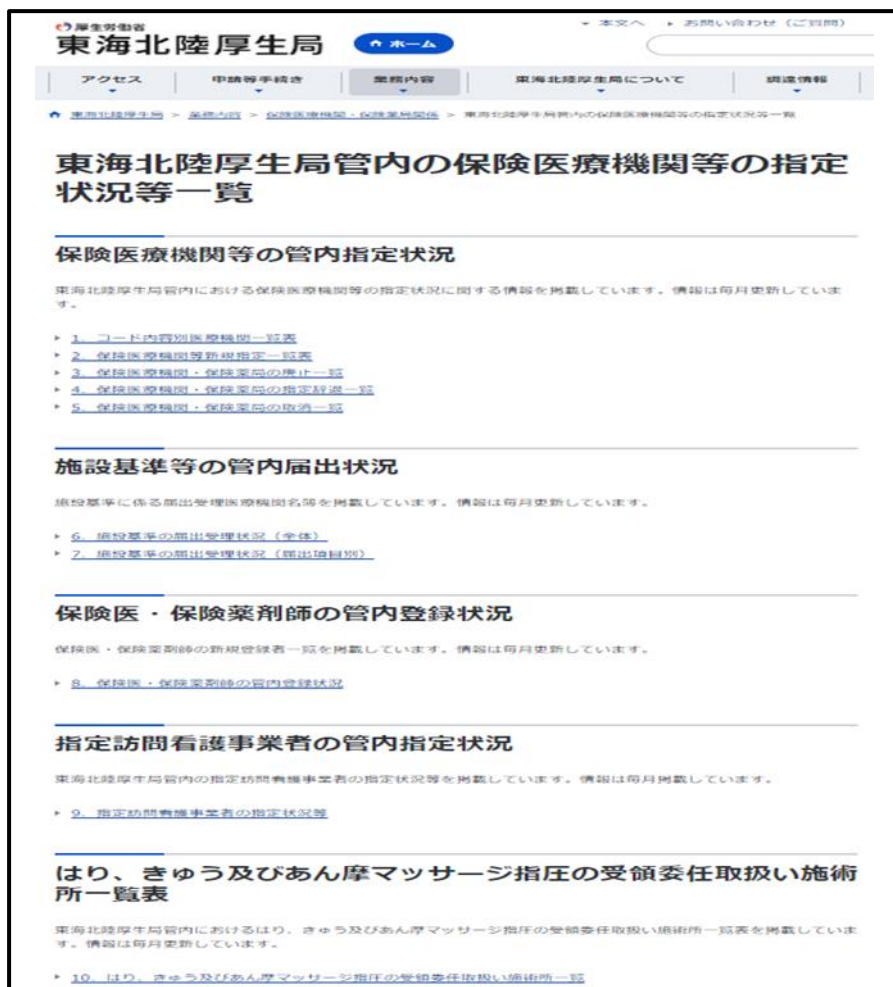 厚生労働省
東海北陸厚生局
ホーム
本文へ
お問い合わせ（ご質問）
アクセス
申請等手続き
業務内容
東海北陸厚生局について
調達情報
東海北陸厚生局 > 業務内容 > 保険医療機関・保険薬局関係 > 東海北陸厚生局管内の保険医療機関等の指定状況等一覧
東海北陸厚生局管内の保険医療機関等の指定
状況等一覧
保険医療機関等の管内指定状況
東海北陸厚生局管内における保険医療機関等の指定状況に関する情報を掲載しています。情報は毎月更新していま
す。
1．コード内容別医療機関一覧表
2．保険医療機関等新規指定一覧表
3．保険医療機関・保険薬局の廃止一覧
4．保険医療機関・保険薬局の指定辞退一覧
5．保険医療機関・保険薬局の取消一覧
施設基準等の管内届出状況
施設基準に係る届出受理医療機関名簿を掲載しています。情報は毎月更新しています。
6．施設基準の届出受理状況（全体）
7．施設基準の届出受理状況（届出項目別）
保険医・保険薬剤師の管内登録状況
保険医・保険薬剤師の新規登録者一覧を掲載しています。情報は毎月更新しています。
8．保険医・保険薬剤師の管内登録状況
指定訪問看護事業者の管内指定状況
東海北陸厚生局管内の指定訪問看護事業者の指定状況等を掲載しています。情報は毎月掲載しています。
9．指定訪問看護事業者の指定状況等
はり、きゅう及びあん摩マッサージ指圧の受領委任取扱い施術
所一覧表
東海北陸厚生局管内におけるはり、きゅう及びあん摩マッサージ指圧の受領委任取扱い施術所一覧表を掲載していま
す。情報は毎月更新しています。
10．はり、きゅう及びあん摩マッサージ指圧の受領委任取扱い施術所一覧